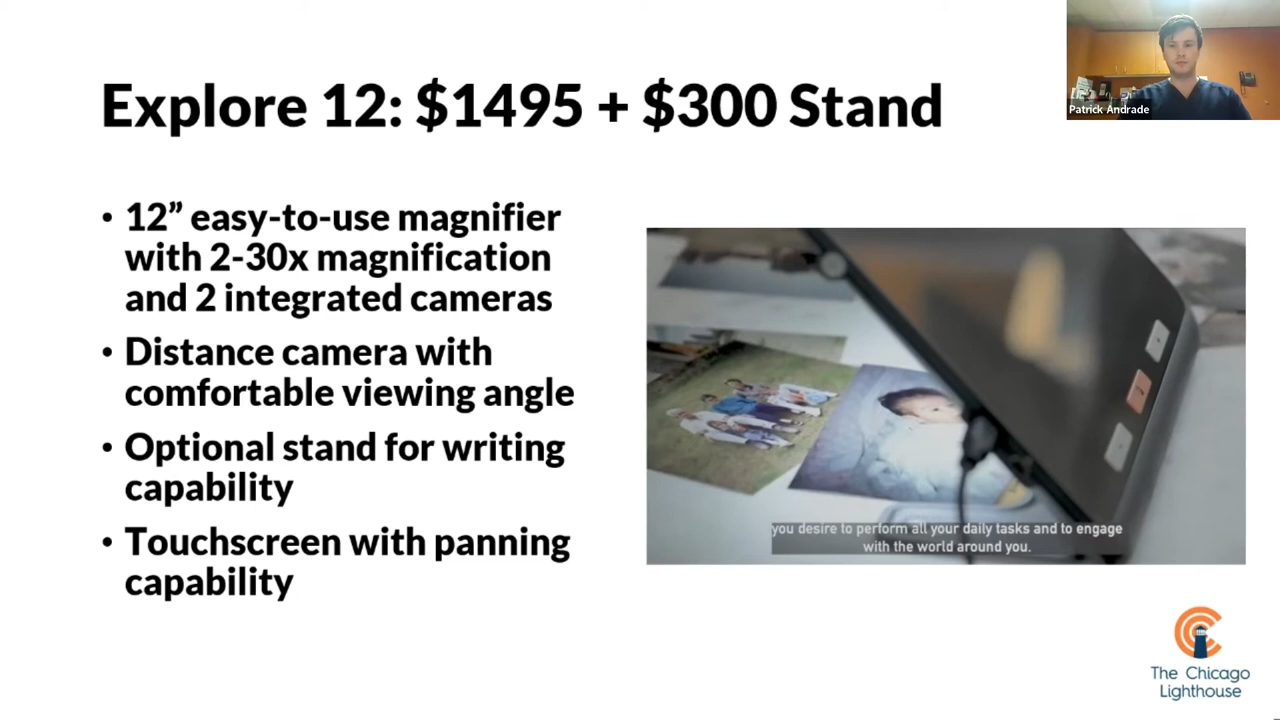 Explore 12: $1495 + $300 Stand
Patrick Andrade
• 12” easy-to-use magnifier
with 2-30x magnification
and 2 integrated cameras
• Distance camera with
comfortable viewing angle
• Optional stand for writing
capability
• Touchscreen with panning
capability
you desire to perform all your daily tasks and to engage
with the world around you.
The Chicago
Lighthouse